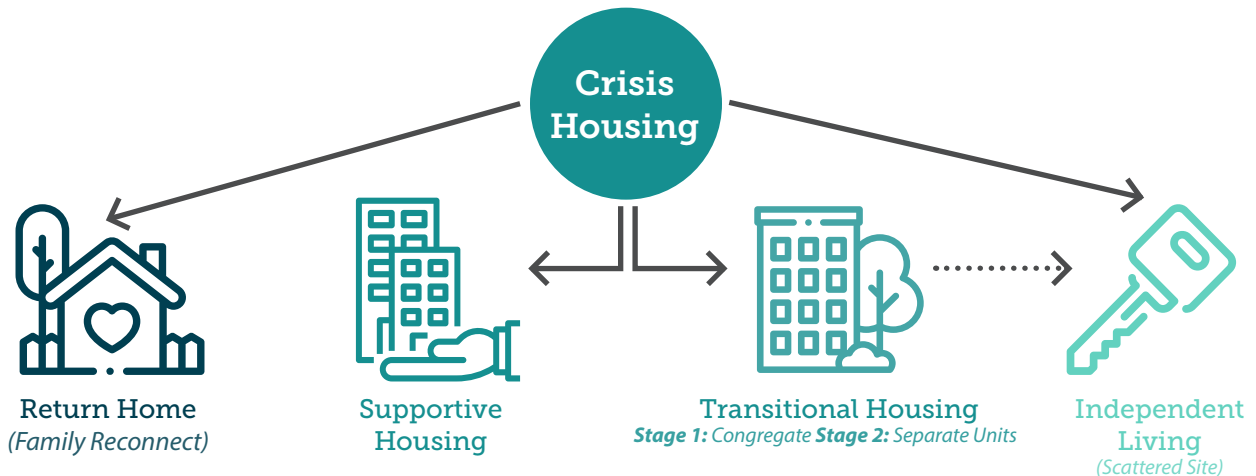 Crisis
Housing
Return Home
(Family Reconnect)
Supportive
Housing
Transitional Housing
Stage 1: Congregate Stage 2: Separate Units
Independent
Living
(Scattered Site)